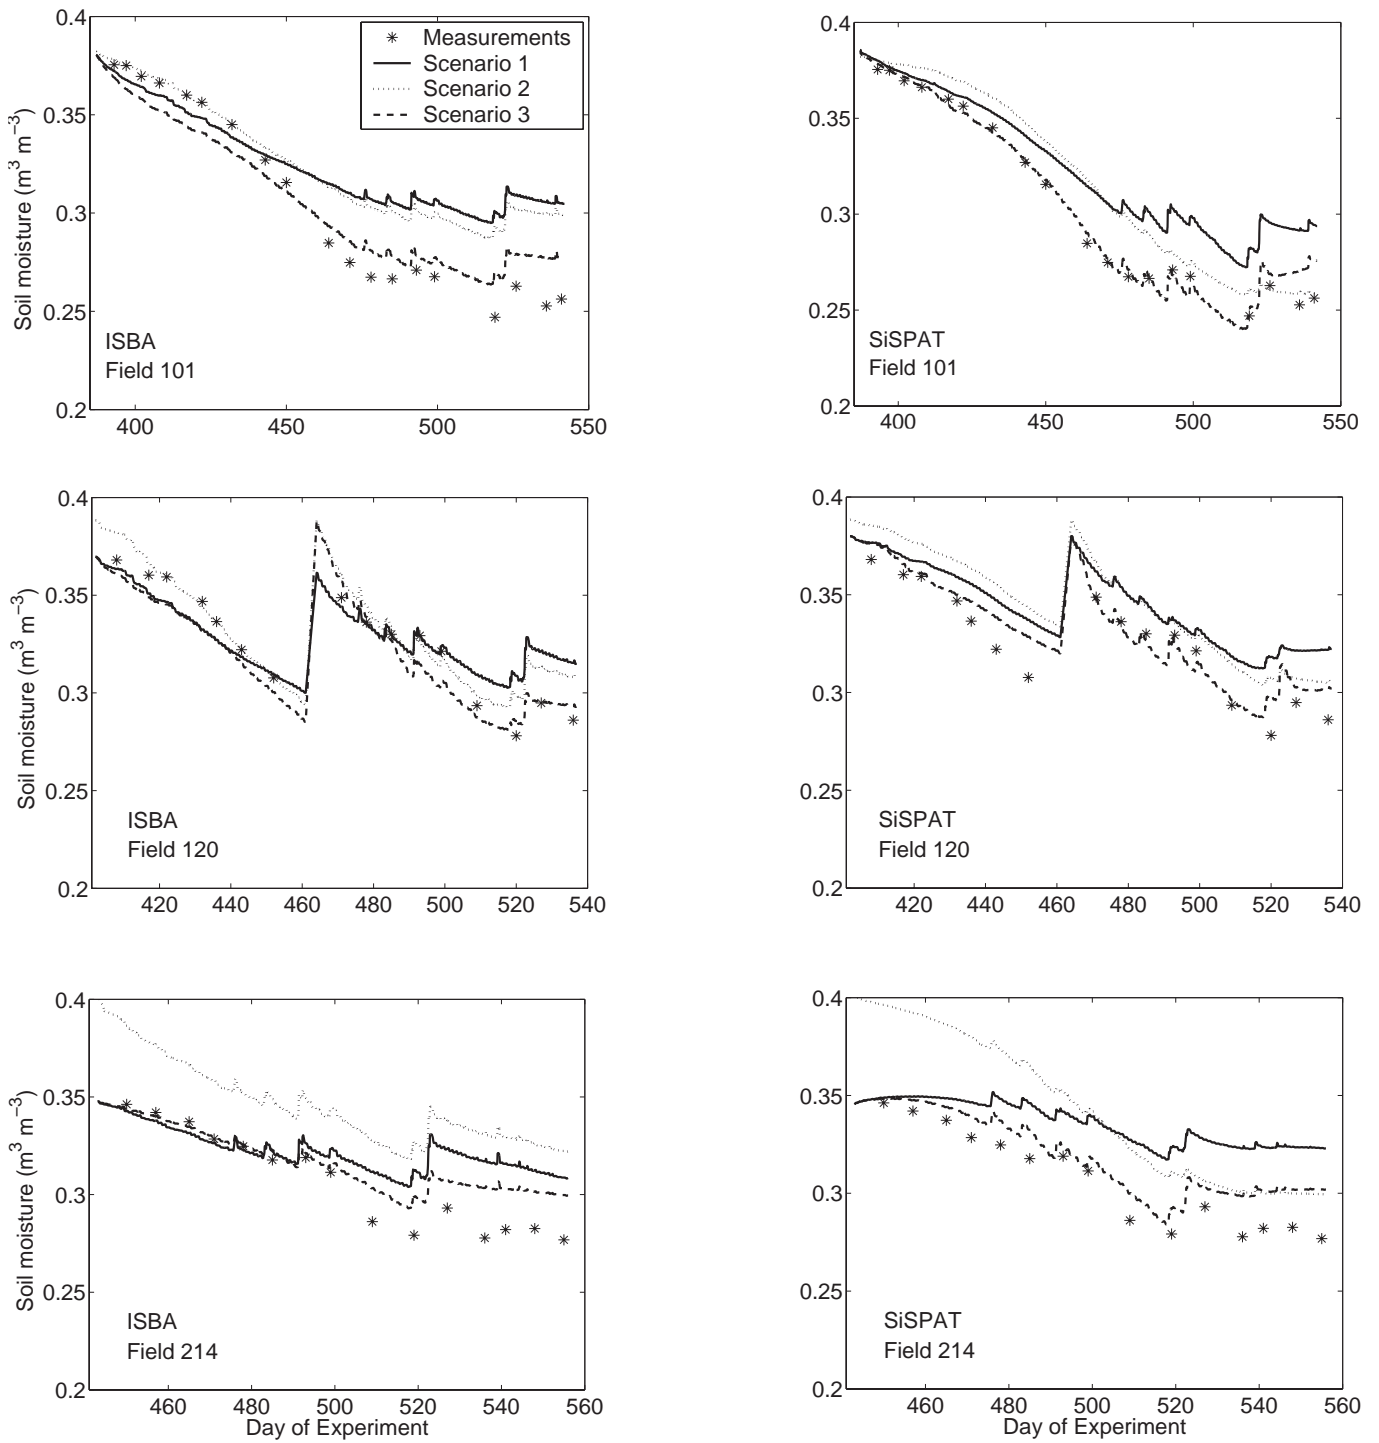 0.4
0.35
0.3
0.25
0.2
Soil moisture (m³ m⁻³)
Measurements
Scenario 1
Scenario 2
Scenario 3
ISBA
Field 101
400 450 500 550
0.4
0.35
0.3
0.25
0.2
SiSPAT
Field 101
400 450 500 550
0.4
0.35
0.3
0.25
0.2
Soil moisture (m³ m⁻³)
ISBA
Field 120
420 440 460 480 500 520 540
0.4
0.35
0.3
0.25
0.2
SiSPAT
Field 120
420 440 460 480 500 520 540
0.4
0.35
0.3
0.25
0.2
Soil moisture (m³ m⁻³)
ISBA
Field 214
460 480 500 520 540 560
Day of Experiment
0.4
0.35
0.3
0.25
0.2
SiSPAT
Field 214
460 480 500 520 540 560
Day of Experiment